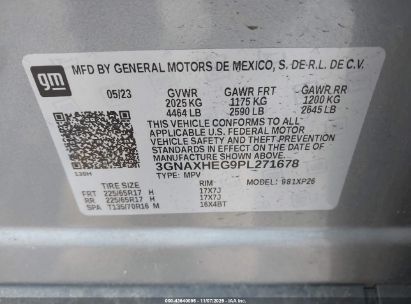 gm
MFD BY GENERAL MOTORS DE MEXICO, S. DE R.L. DE C.V.
05/23 GVWR GAWR FRT GAWR RR
2025 KG 1175 KG 1200 KG
4464 LB 2590 LB 2645 LB
THIS VEHICLE CONFORMS TO ALL
APPLICABLE U.S. FEDERAL MOTOR
VEHICLE SAFETY AND THEFT PREVENTION
STANDARDS IN EFFECT ON THE DATE OF
MANUFACTURE SHOWN ABOVE.
3GNAXHEG9PL271678
TYPE: MPV MODEL: 981XP26
TIRE SIZE RIM
FRT 225/65R17 H 17X7J
RR 225/65R17 H 17X7J
SPA T135/70R16 M 16X4BT